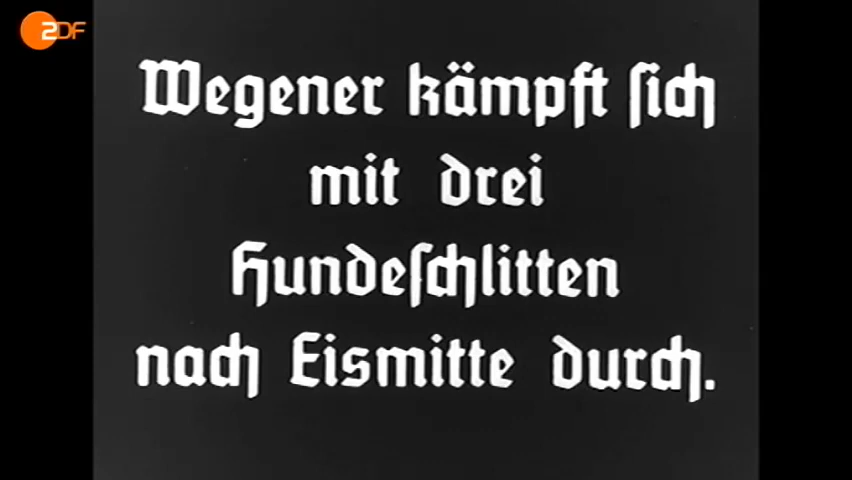 ZDF
Wegener kämpft sich
mit drei
Hundeschlitten
nach Eismitte durch.